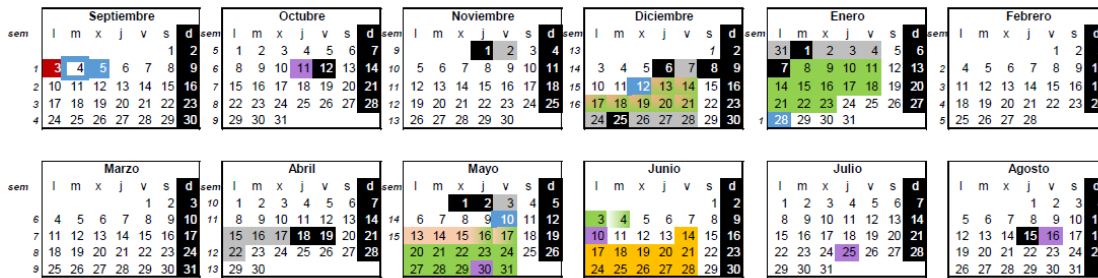 Septiembre
sem l m x j v s d
1 2
1 3 4 5 6 7 8 9
2 10 11 12 13 14 15 16
3 17 18 19 20 21 22 23
4 24 25 26 27 28 29 30
Octubre
sem l m x j v s d
5 1 2 3 4 5 6 7
6 8 9 10 11 12 13 14
7 15 16 17 18 19 20 21
8 22 23 24 25 26 27 28
9 29 30 31
Noviembre
sem l m x j v s d
9 1 2 3 4
10 5 6 7 8 9 10 11
11 12 13 14 15 16 17 18
12 19 20 21 22 23 24 25
13 26 27 28 29 30
Diciembre
sem l m x j v s d
13 1 2
14 3 4 5 6 7 8 9
15 10 11 12 13 14 15 16
16 17 18 19 20 21 22 23
24 25 26 27 28 29 30
Enero
sem l m x j v s d
31 1 2 3 4 5 6
7 8 9 10 11 12 13
14 15 16 17 18 19 20
21 22 23 24 25 26 27
1 28 29 30 31
Febrero
sem l m x j v s
1 2
2 4 5 6 7 8 9
3 11 12 13 14 15 16
4 18 19 20 21 22 23
5 25 26 27 28
Marzo
sem l m x j v s d
1 2 3
6 4 5 6 7 8 9 10
7 11 12 13 14 15 16 17
8 18 19 20 21 22 23 24
9 25 26 27 28 29 30 31
Abril
sem l m x j v s d
10 1 2 3 4 5 6 7
11 8 9 10 11 12 13 14
15 16 17 18 19 20 21
22 23 24 25 26 27 28
13 29 30
Mayo
sem l m x j v s d
1 2 3 4 5
14 6 7 8 9 10 11 12
15 13 14 15 16 17 18 19
20 21 22 23 24 25 26
27 28 29 30 31
Junio
l m x j v s d
1 2
3 4 5 6 7 8 9
10 11 12 13 14 15 16
17 18 19 20 21 22 23
24 25 26 27 28 29 30
Julio
l m x j v s d
1 2 3 4 5 6 7
8 9 10 11 12 13 14
15 16 17 18 19 20 21
22 23 24 25 26 27 28
29 30 31
Agosto
l m x j v s
1 2 3
5 6 7 8 9 10
12 13 14 15 16 17
19 20 21 22 23 24
26 27 28 29 30 31